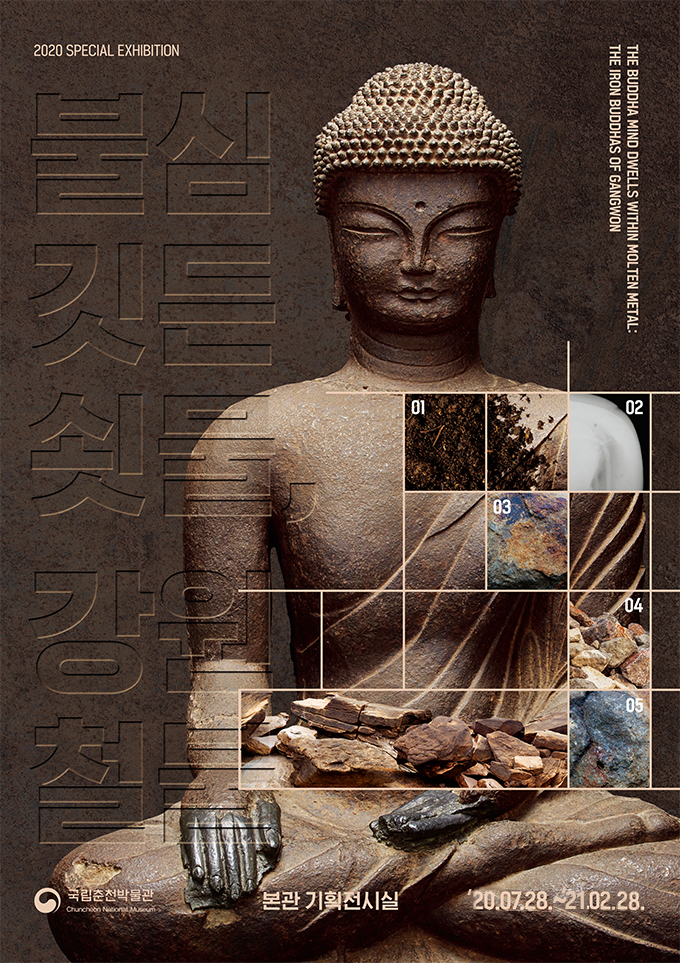 2020 SPECIAL EXHIBITION
THE BUDDHA MIND DWELLS WITHIN MOLTEN METAL:
THE IRON BUDDHAS OF GANGWON
불심
깃든
쇳물,
강원
철불
01
02
03
04
05
국립춘천박물관
Chuncheon National Museum
본관 기획전시실
'20.07.28.~21.02.28.